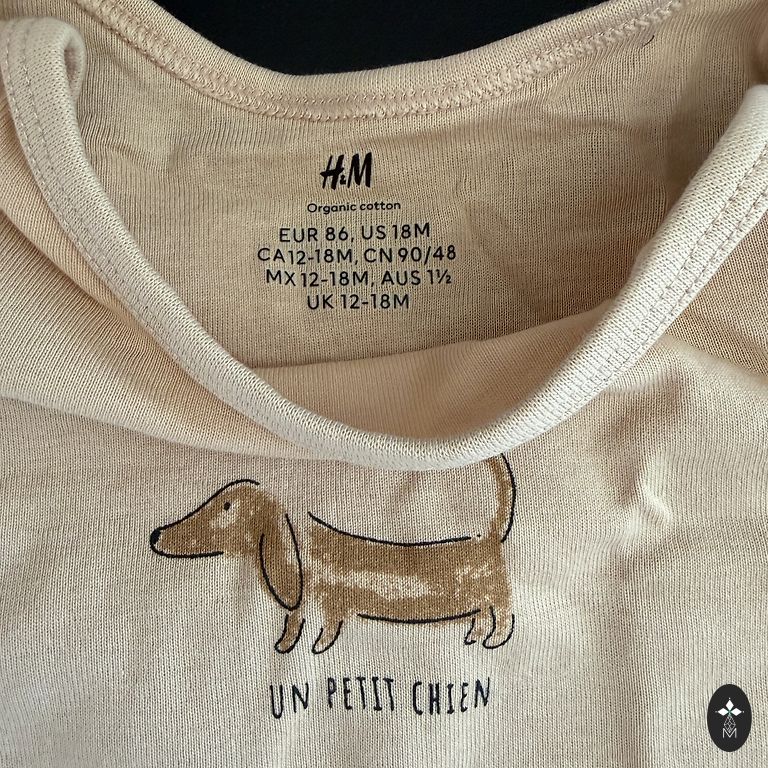 H&M
Organic cotton
EUR 86, US 18M
CA 12-18M, CN 90/48
MX 12-18M, AUS 1½
UK 12-18M
UN PETIT CHIEN
M